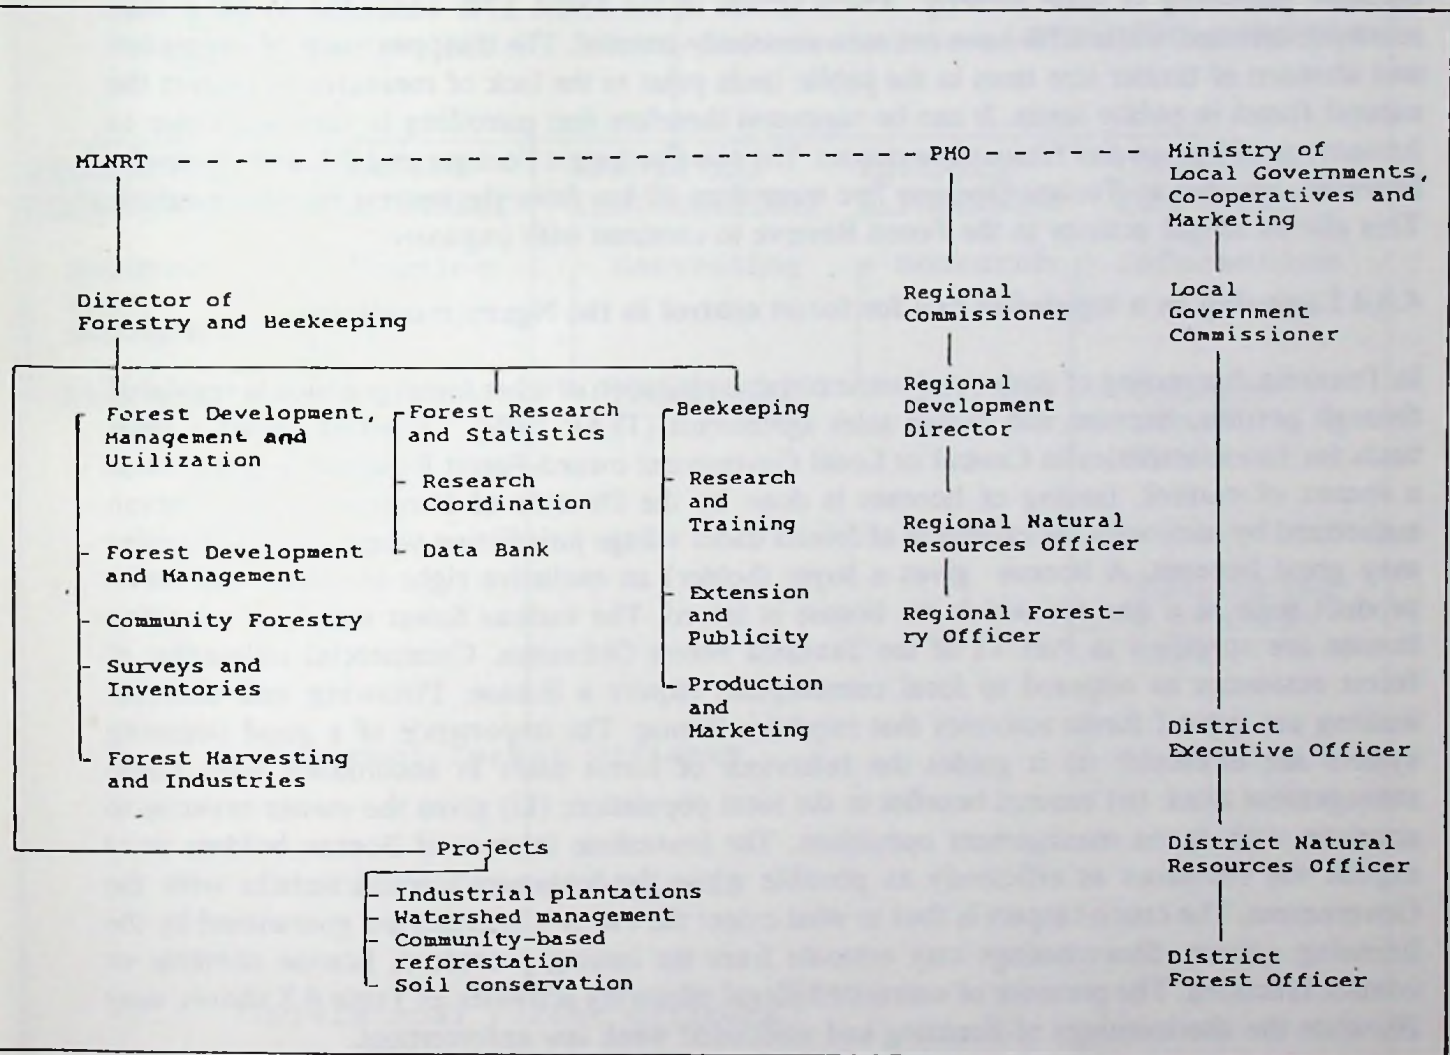 MLNRT
PMO
Ministry of
Local Governments,
Co-operatives and
Marketing
Director of
Forestry and Beekeeping
Regional
Commissioner
Local
Government
Commissioner
Forest Development,
Management and
Utilization
Forest Development
and Management
Community Forestry
Surveys and
Inventories
Forest Harvesting
and Industries
Forest Research
and Statistics
Research
Coordination
Data Bank
Beekeeping
Research
and
Training
Extension
and
Publicity
Production
and
Marketing
Regional
Development
Director
Regional Natural
Resources Officer
Regional Forest-
ry Officer
District
Executive Officer
District Natural
Resources Officer
District
Forest Officer
Projects
Industrial plantations
Watershed management
Community-based
reforestation
Soil conservation